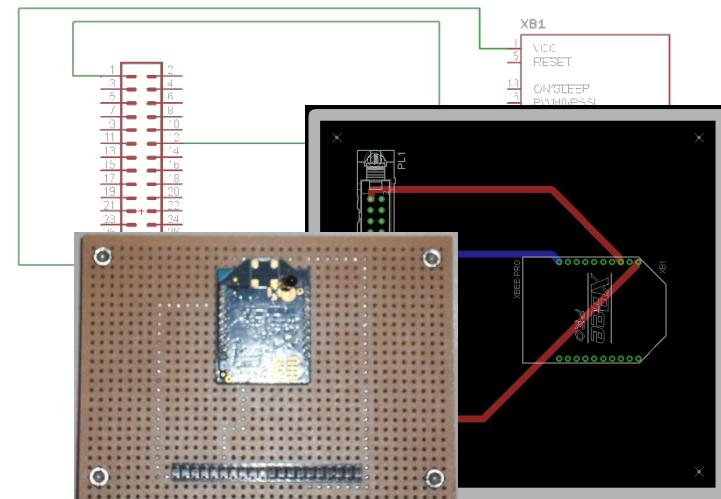 XB1
1 VCC
5 RESET
13 ON/SLEEP
PWM0/RSSI
1 2
3 4
5 6
7 8
9 10
11 12
13 14
15 16
17 18
19 20
21 22
23 24
PL1
XBEE-PRO
XBee
PRO
XB1